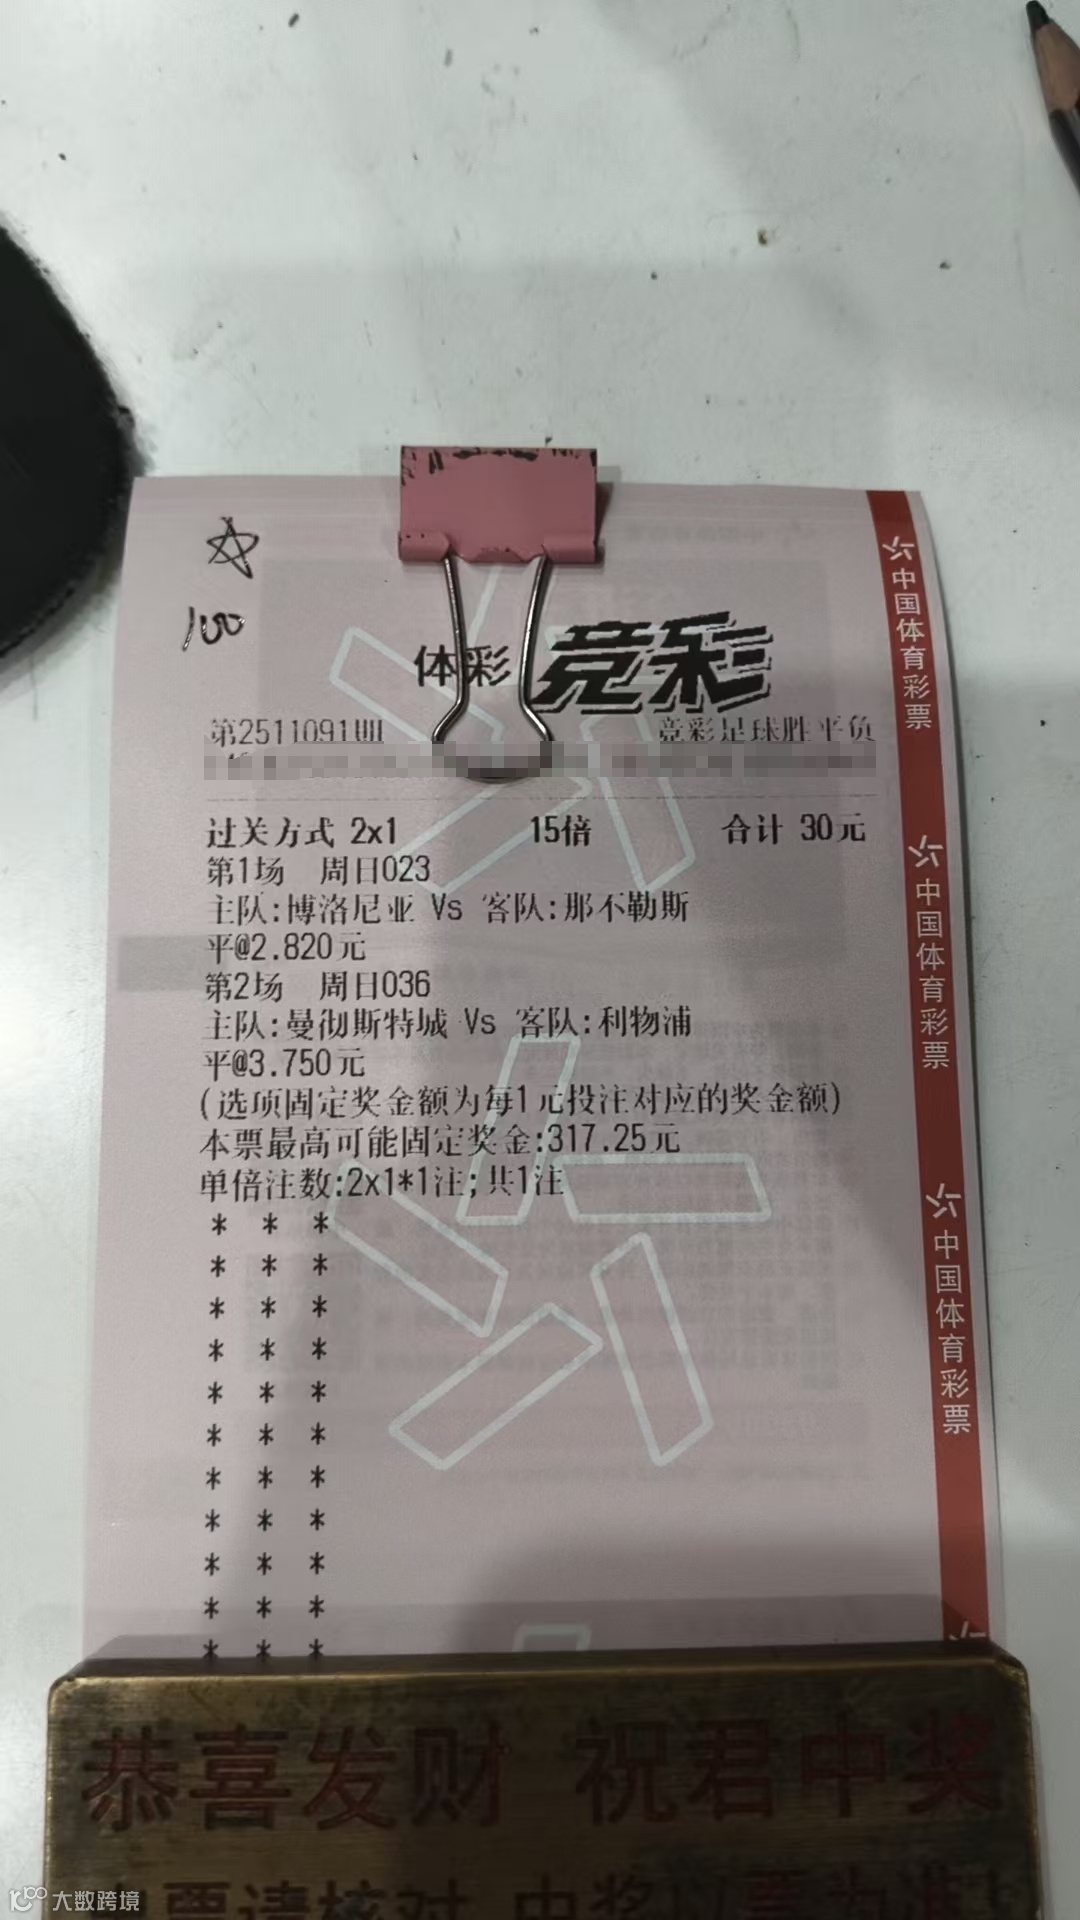 100
体彩 竞彩
第2511091期 竞彩足球胜平负
过关方式 2x1 15倍 合计 30元
第1场 周日023
主队:博洛尼亚 Vs 客队:那不勒斯
平@2.820元
第2场 周日036
主队:曼彻斯特城 Vs 客队:利物浦
平@3.750元
(选项固定奖金额为每1元投注对应的奖金额)
本票最高可能固定奖金:317.25元
单倍注数:2x1*1注;共1注
* * *
* * *
* * *
* * *
* * *
* * *
* * *
* * *
* * *
* * *
* * *
中国体育彩票
中国体育彩票
中国体育彩票
恭喜发财 祝君中奖
大数跨境